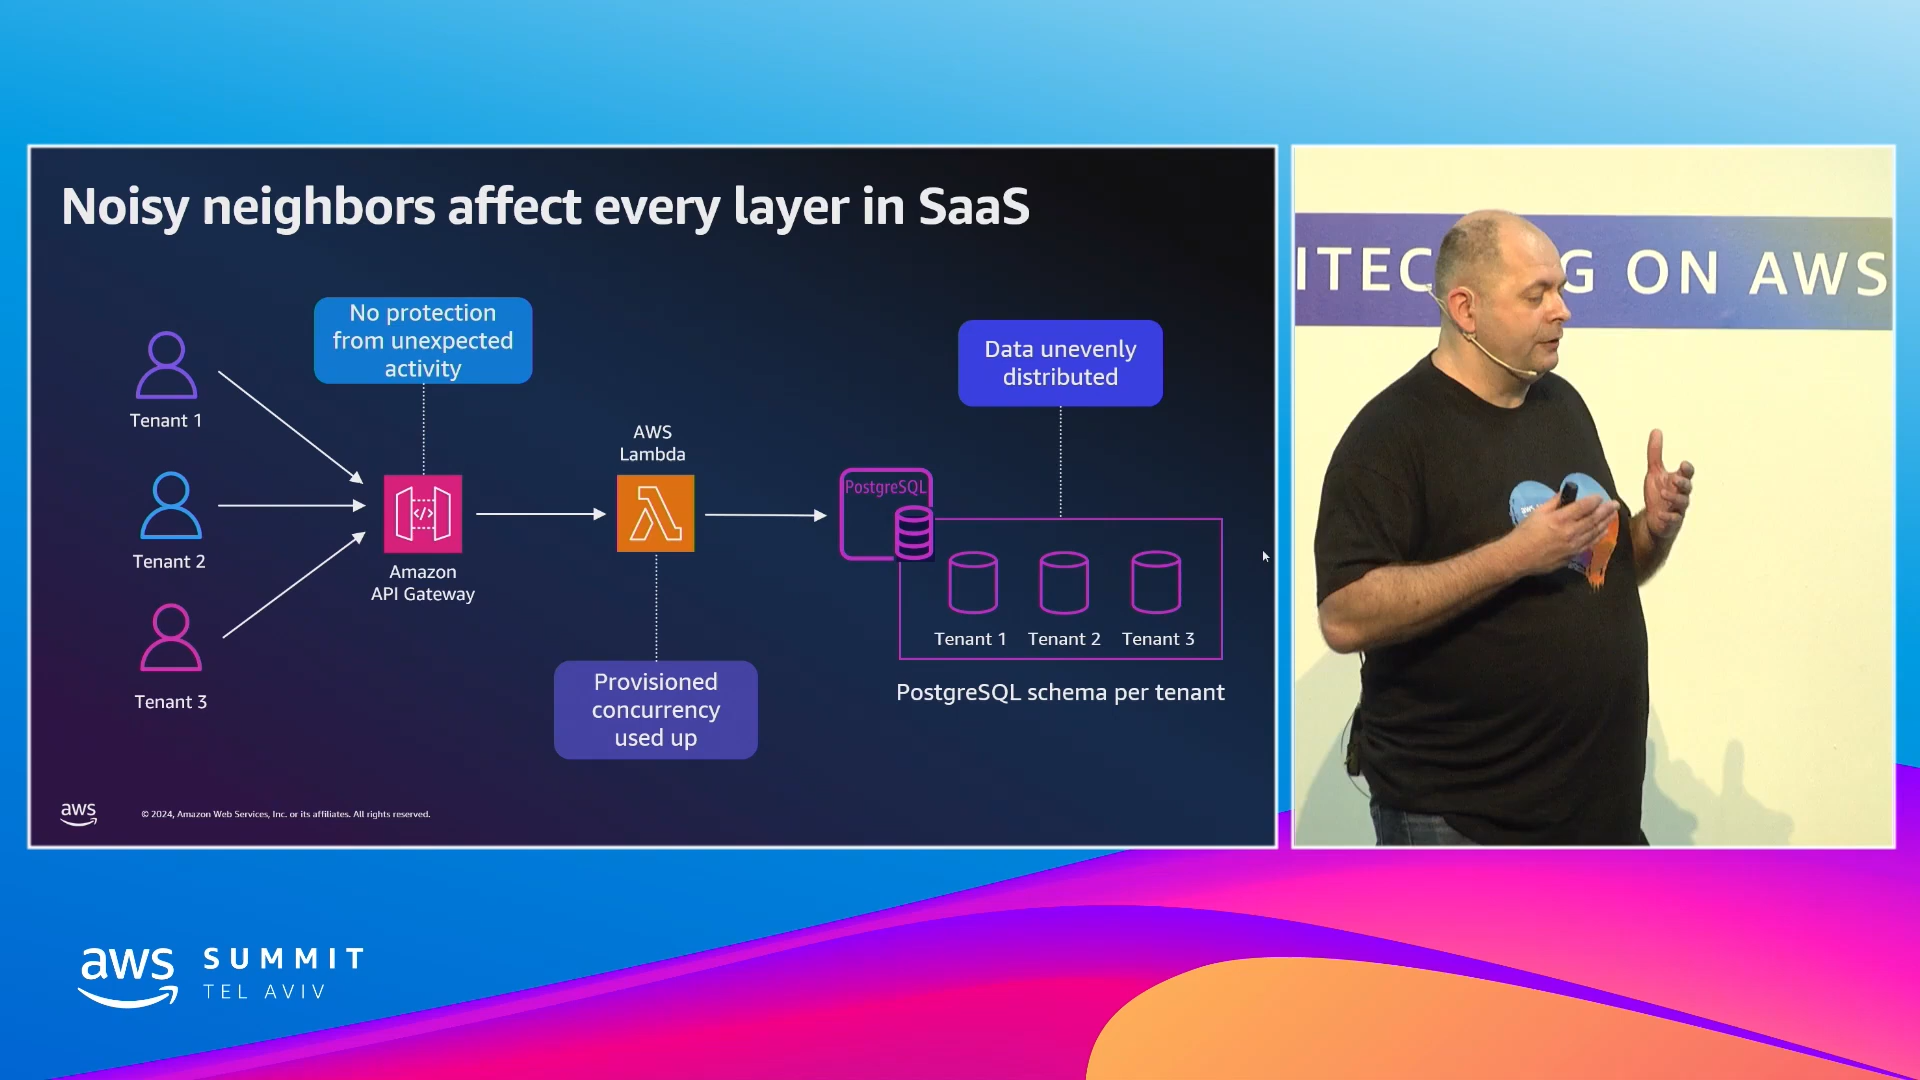 Noisy neighbors affect every layer in SaaS
No protection
from unexpected
activity
Tenant 1
Tenant 2
Tenant 3
Amazon
API Gateway
AWS
Lambda
Provisioned
concurrency
used up
PostgreSQL
Data unevenly
distributed
Tenant 1 Tenant 2 Tenant 3
PostgreSQL schema per tenant
aws
© 2024, Amazon Web Services, Inc. or its affiliates. All rights reserved.
ITEC G ON AWS
aws SUMMIT
TEL AVIV